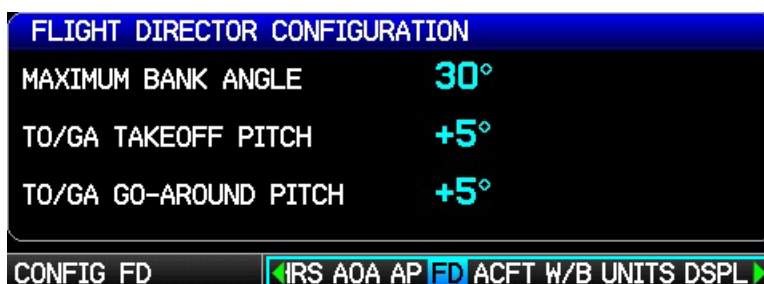 FLIGHT DIRECTOR CONFIGURATION
MAXIMUM BANK ANGLE 30°
TO/GA TAKEOFF PITCH +5°
TO/GA GO-AROUND PITCH +5°
CONFIG FD HRS AOA AP FD ACFT W/B UNITS DSPL